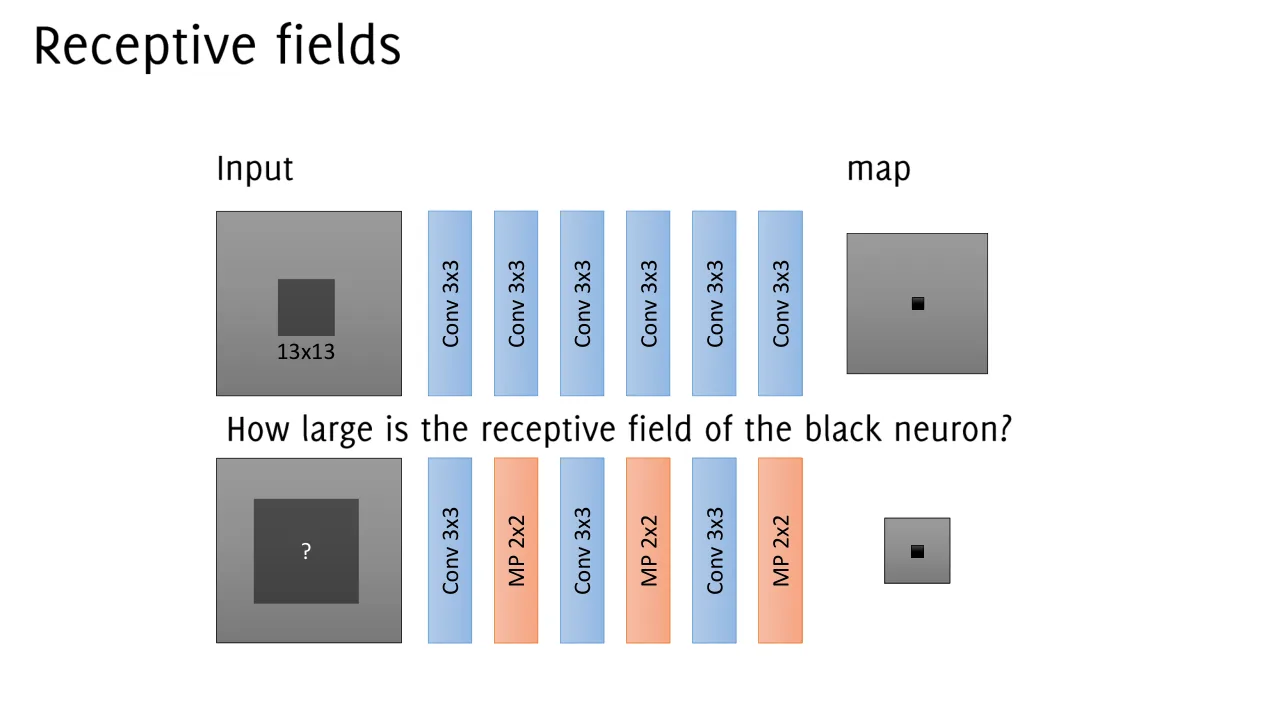 Receptive fields
Input
map
Conv 3x3
Conv 3x3
Conv 3x3
Conv 3x3
Conv 3x3
Conv 3x3
13x13
How large is the receptive field of the black neuron?
?
Conv 3x3
MP 2x2
Conv 3x3
MP 2x2
Conv 3x3
MP 2x2